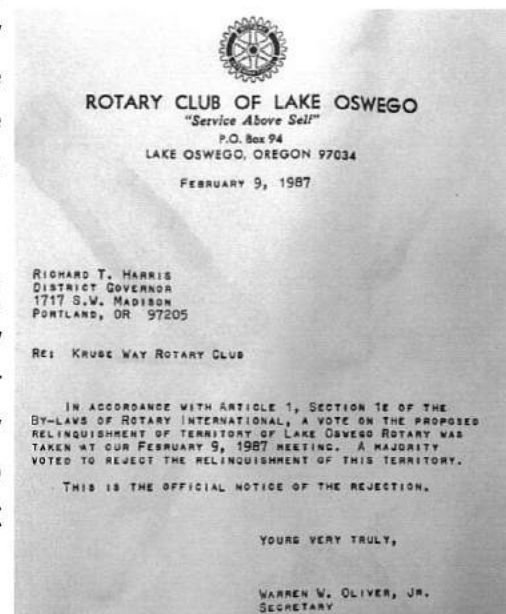 ROTARY CLUB OF LAKE OSWEGO
"Service Above Self"
P.O. Box 94
LAKE OSWEGO, OREGON 97034
FEBRUARY 9, 1987
RICHARD T. HARRIS
DISTRICT GOVERNOR
1717 S.W. MADISON
PORTLAND, OR 97205
RE: KRUSE WAY ROTARY CLUB
IN ACCORDANCE WITH ARTICLE 1, SECTION 1E OF THE
BY-LAWS OF ROTARY INTERNATIONAL, A VOTE ON THE PROPOSED
RELINQUISHMENT OF TERRITORY OF LAKE OSWEGO ROTARY WAS
TAKEN AT OUR FEBRUARY 9, 1987 MEETING. A MAJORITY
VOTED TO REJECT THE RELINQUISHMENT OF THIS TERRITORY.
THIS IS THE OFFICIAL NOTICE OF THE REJECTION.
YOURS VERY TRULY,
WARREN W. OLIVER, JR.
SECRETARY